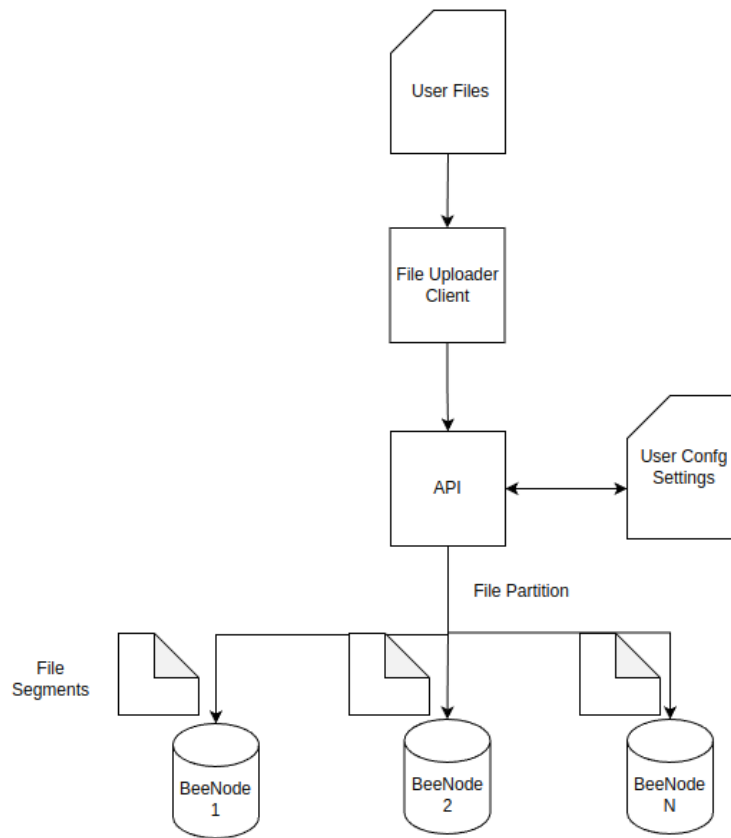 User Files
File Uploader
Client
API
User Confg
Settings
File Partition
File
Segments
BeeNode
1
BeeNode
2
BeeNode
N